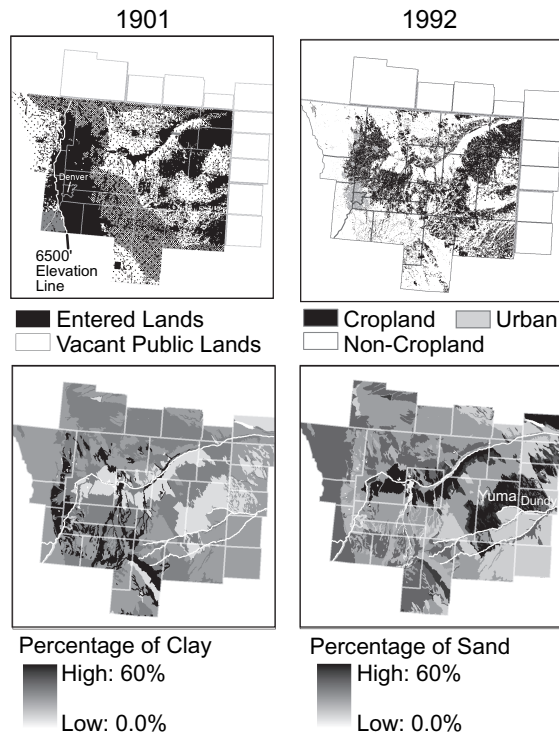 1901
1992
Denver
6500'
Elevation
Line
Entered Lands
Vacant Public Lands
Cropland
Urban
Non-Cropland
Yuma
Dundy
Percentage of Clay
High: 60%
Low: 0.0%
Percentage of Sand
High: 60%
Low: 0.0%